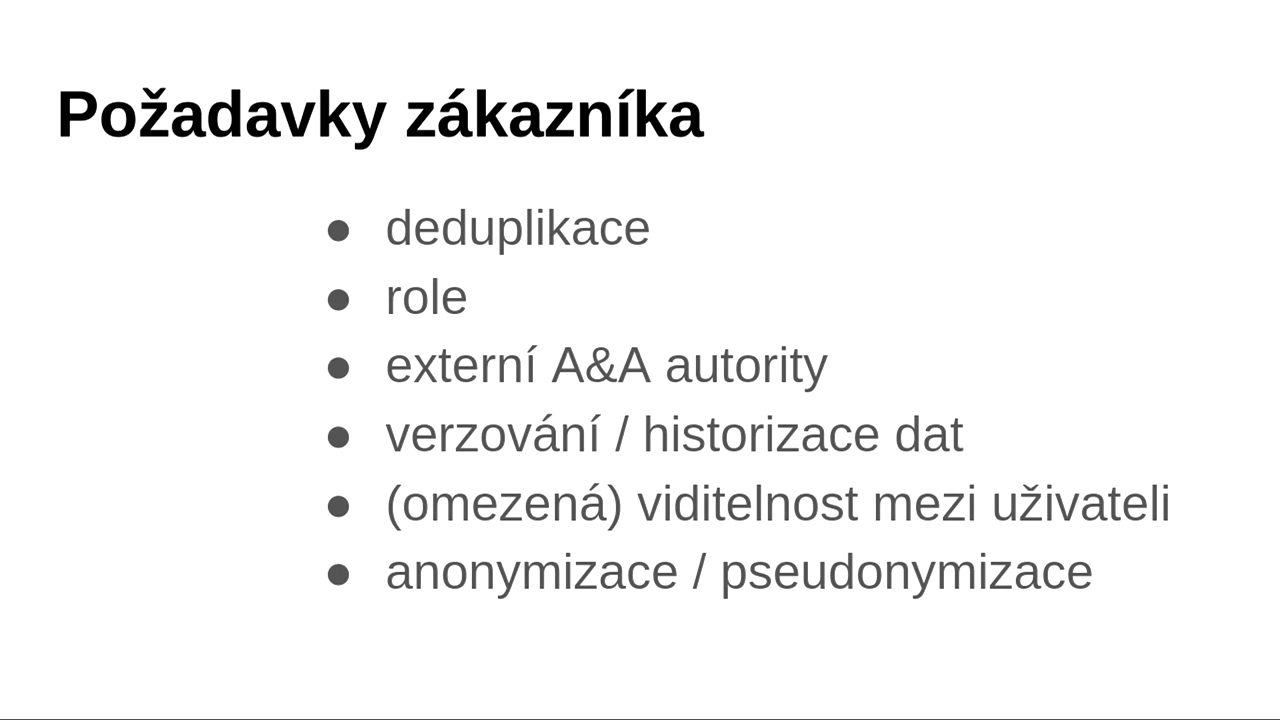 Požadavky zákazníka
● deduplikace
● role
● externí A&A autority
● verzování / historizace dat
● (omezená) viditelnost mezi uživateli
● anonymizace / pseudonymizace